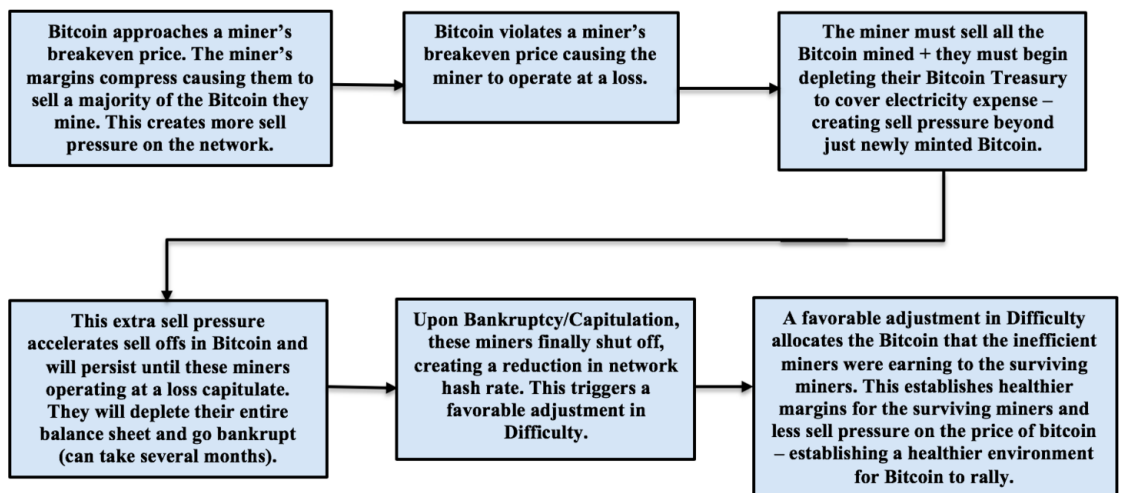 Bitcoin approaches a miner's
breakeven price. The miner's
margins compress causing them to
sell a majority of the Bitcoin they
mine. This creates more sell
pressure on the network.
Bitcoin violates a miner's
breakeven price causing the
miner to operate at a loss.
The miner must sell all the
Bitcoin mined + they must begin
depleting their Bitcoin Treasury
to cover electricity expense –
creating sell pressure beyond
just newly minted Bitcoin.
This extra sell pressure
accelerates sell offs in Bitcoin and
will persist until these miners
operating at a loss capitulate.
They will deplete their entire
balance sheet and go bankrupt
(can take several months).
Upon Bankruptcy/Capitulation,
these miners finally shut off,
creating a reduction in network
hash rate. This triggers a
favorable adjustment in
Difficulty.
A favorable adjustment in Difficulty
allocates the Bitcoin that the inefficient
miners were earning to the surviving
miners. This establishes healthier
margins for the surviving miners and
less sell pressure on the price of bitcoin
– establishing a healthier environment
for Bitcoin to rally.